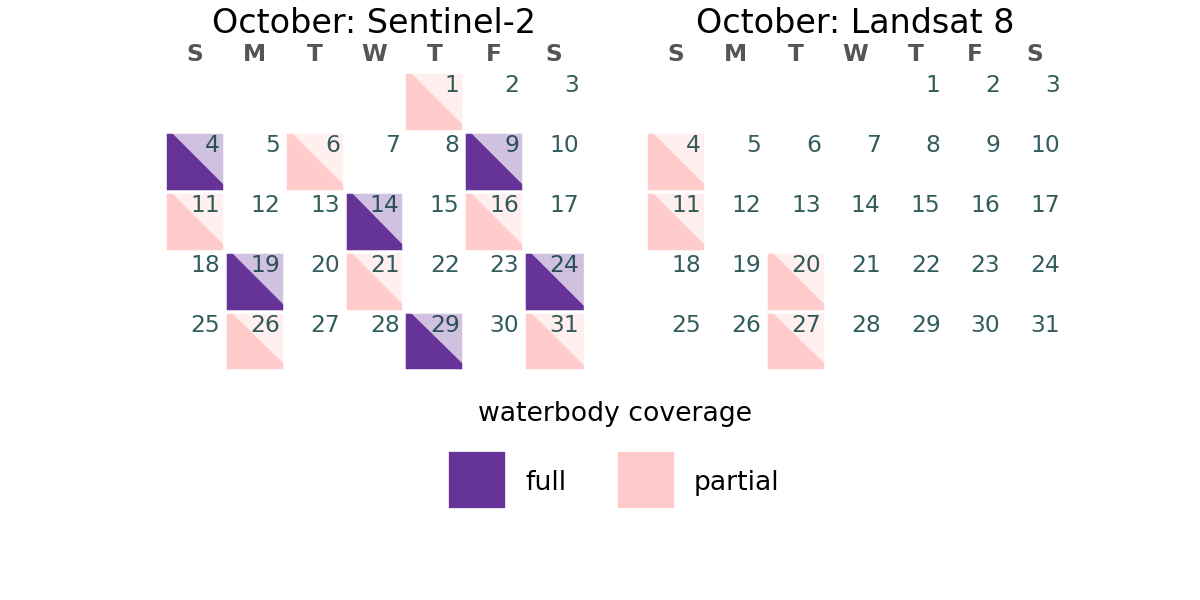 October: Sentinel-2
S M T W T F S
1 2 3
4 5 6 7 8 9 10
11 12 13 14 15 16 17
18 19 20 21 22 23 24
25 26 27 28 29 30 31
October: Landsat 8
S M T W T F S
1 2 3
4 5 6 7 8 9 10
11 12 13 14 15 16 17
18 19 20 21 22 23 24
25 26 27 28 29 30 31
waterbody coverage
full partial